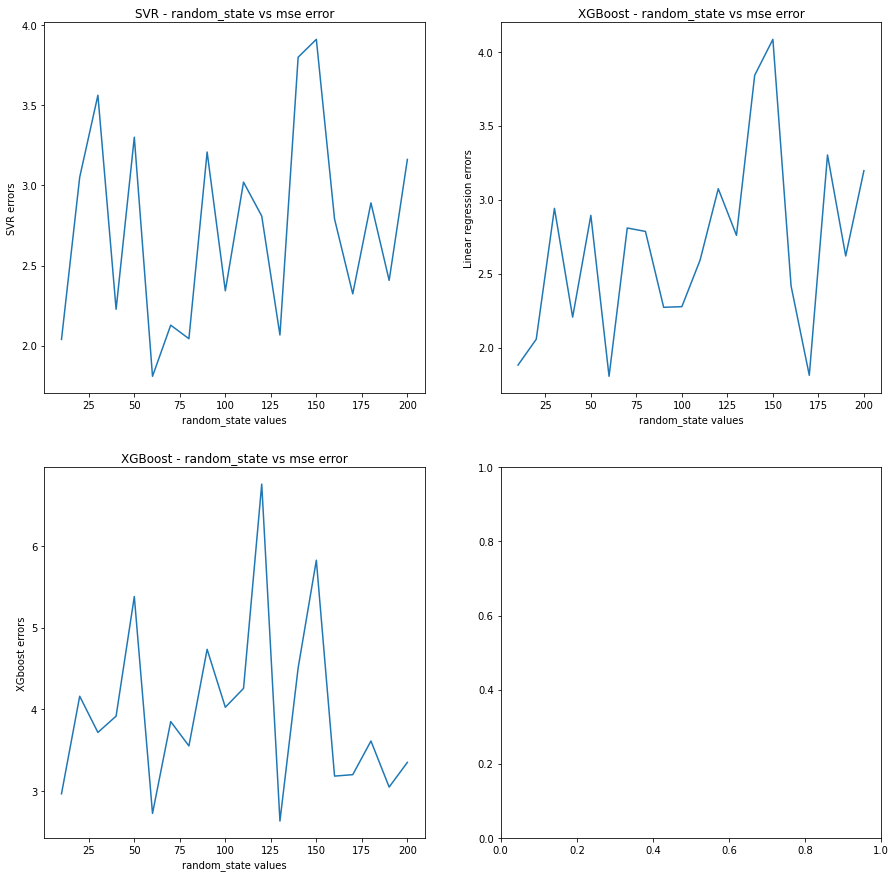 SVR - random_state vs mse error
4.0
3.5
3.0
2.5
2.0
SVR errors
25 50 75 100 125 150 175 200
random_state values
XGBoost - random_state vs mse error
4.0
3.5
3.0
2.5
2.0
Linear regression errors
25 50 75 100 125 150 175 200
random_state values
XGBoost - random_state vs mse error
6
5
4
3
XGboost errors
25 50 75 100 125 150 175 200
random_state values
1.0
0.8
0.6
0.4
0.2
0.0
0.0 0.2 0.4 0.6 0.8 1.0